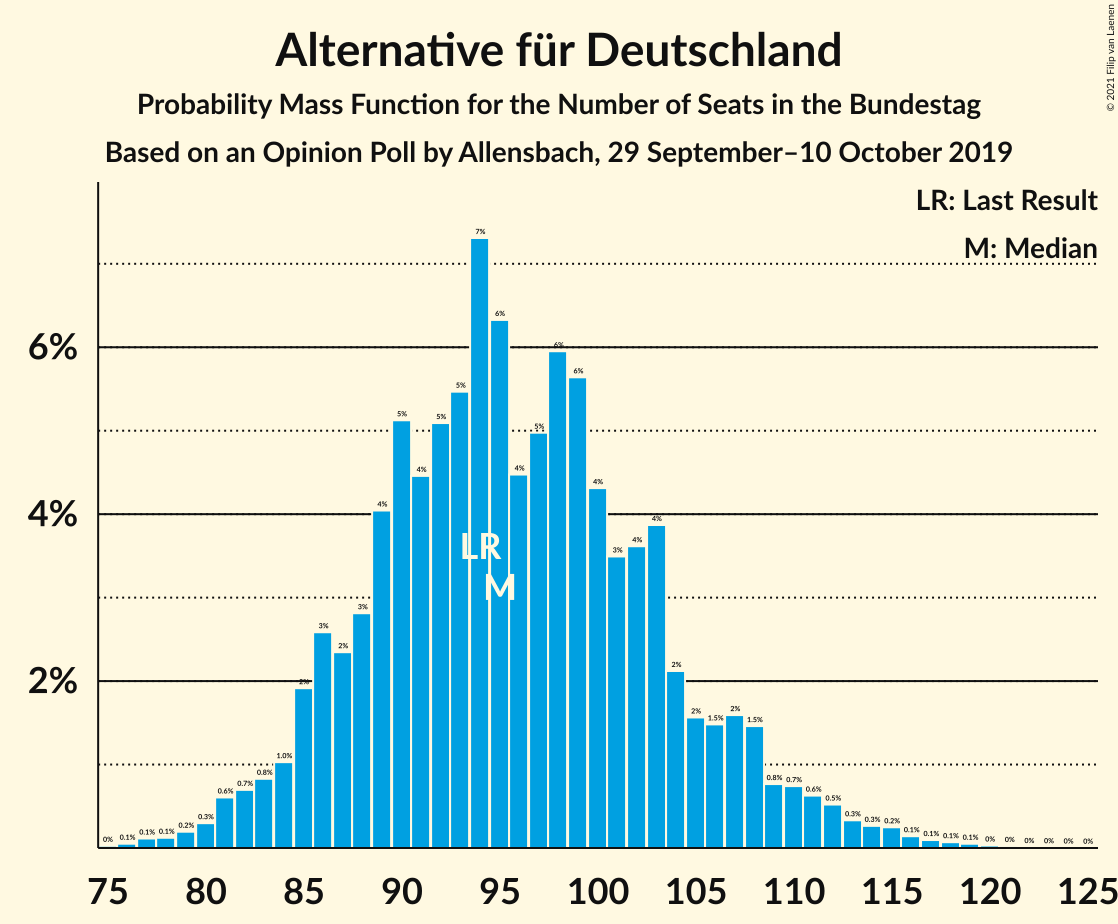 Alternative für Deutschland
Probability Mass Function for the Number of Seats in the Bundestag
Based on an Opinion Poll by Allensbach, 29 September–10 October 2019
© 2021 Filip van Laenen
LR: Last Result
M: Median
6%
4%
2%
0% 0.1% 0.1% 0.1% 0.2% 0.3% 0.6% 0.7% 0.8% 1.0% 2% 3% 2% 3% 4% 5% 4% 5% 5% 7% 6% 4% 5% 6% 6% 4% 3% 4% 4% 2% 2% 1.5% 2% 1.5% 0.8% 0.7% 0.6% 0.5% 0.3% 0.3% 0.2% 0.1% 0.1% 0.1% 0.1% 0% 0% 0% 0% 0% 0%
LR
M
75 80 85 90 95 100 105 110 115 120 125